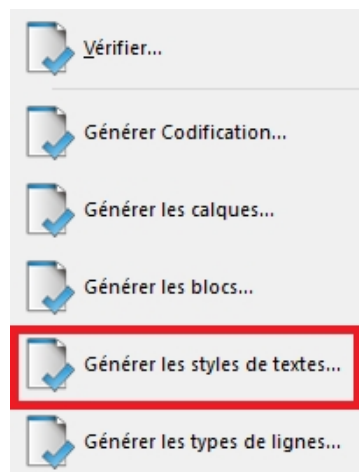 Vérifier...
Générer Codification...
Générer les calques...
Générer les blocs...
Générer les styles de textes...
Générer les types de lignes...